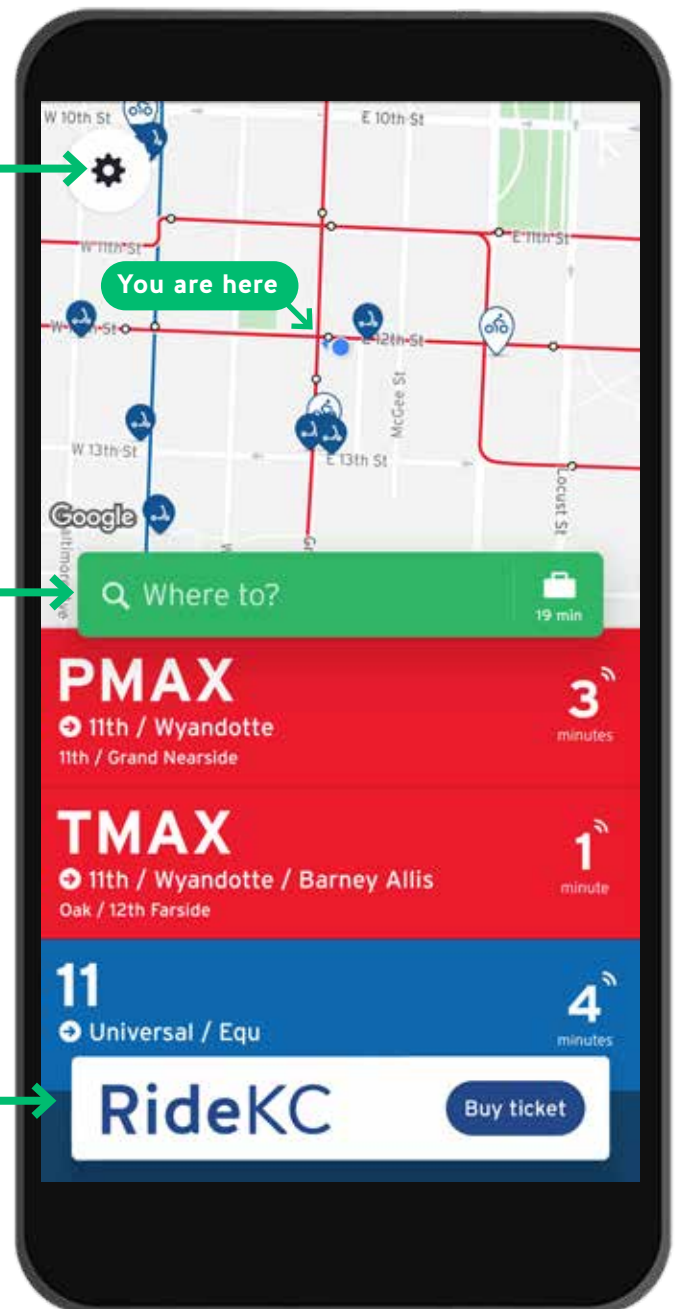 W 10th St
E 10th St
W 11th St
E 11th St
You are here
St
E 12th St
McGee St
W 13th St
E 13th St
Locust St
Google
Where to?
19 min
PMAX
3
11th / Wyandotte
minutes
11th / Grand Nearside
TMAX
1
11th / Wyandotte / Barney Allis
minute
Oak / 12th Farside
11
4
Universal / Equ
minutes
RideKC
Buy ticket